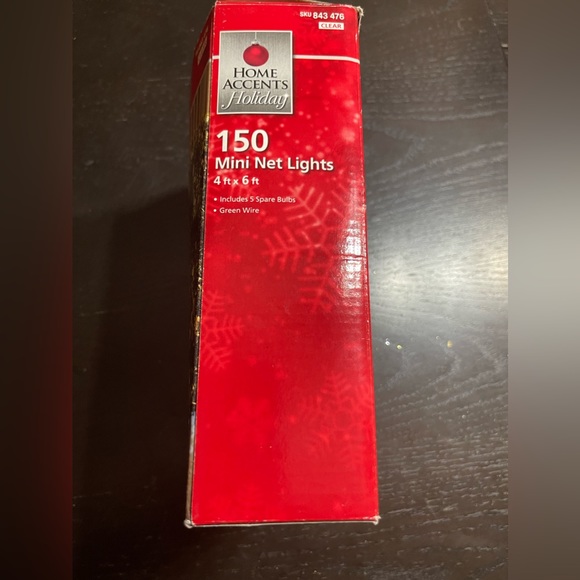 SKU 843 476
CLEAR
HOME
ACCENTS
Holiday
150
Mini Net Lights
4 ft x 6 ft
• Includes 5 Spare Bulbs
• Green Wire